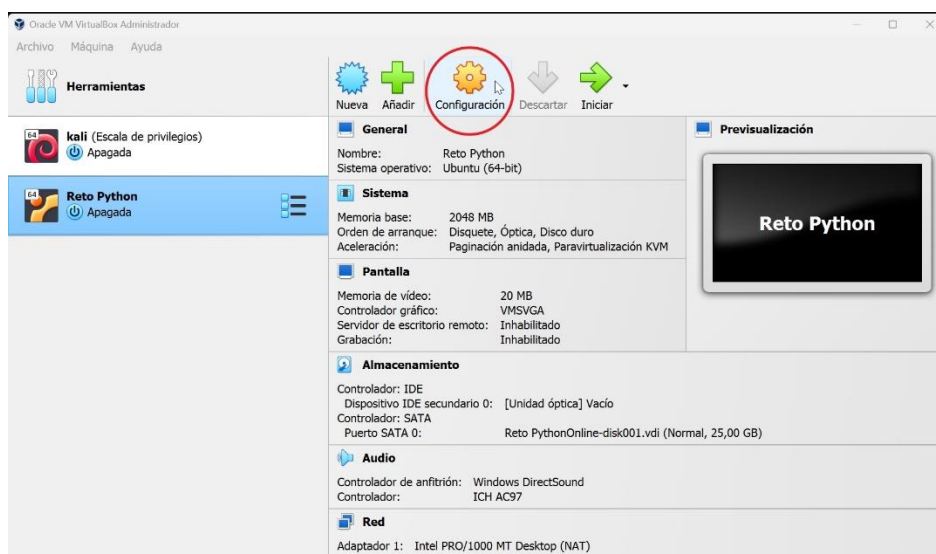 Oracle VM VirtualBox Administrador
Archivo Máquina Ayuda
Herramientas
Nueva Añadir Configuración Descartar Iniciar
64
kali (Escala de privilegios)
Apagada
64
Reto Python
Apagada
General
Nombre: Reto Python
Sistema operativo: Ubuntu (64-bit)
Sistema
Memoria base: 2048 MB
Orden de arranque: Disquete, Óptica, Disco duro
Aceleración: Paginación anidada, Paravirtualización KVM
Pantalla
Memoria de vídeo: 20 MB
Controlador gráfico: VMSVGA
Servidor de escritorio remoto: Inhabilitado
Grabación: Inhabilitado
Previsualización
Reto Python
Almacenamiento
Controlador: IDE
Dispositivo IDE secundario 0: [Unidad óptica] Vacío
Controlador: SATA
Puerto SATA 0: Reto PythonOnline-disk001.vdi (Normal, 25,00 GB)
Audio
Controlador de anfitrión: Windows DirectSound
Controlador: ICH AC97
Red
Adaptador 1: Intel PRO/1000 MT Desktop (NAT)